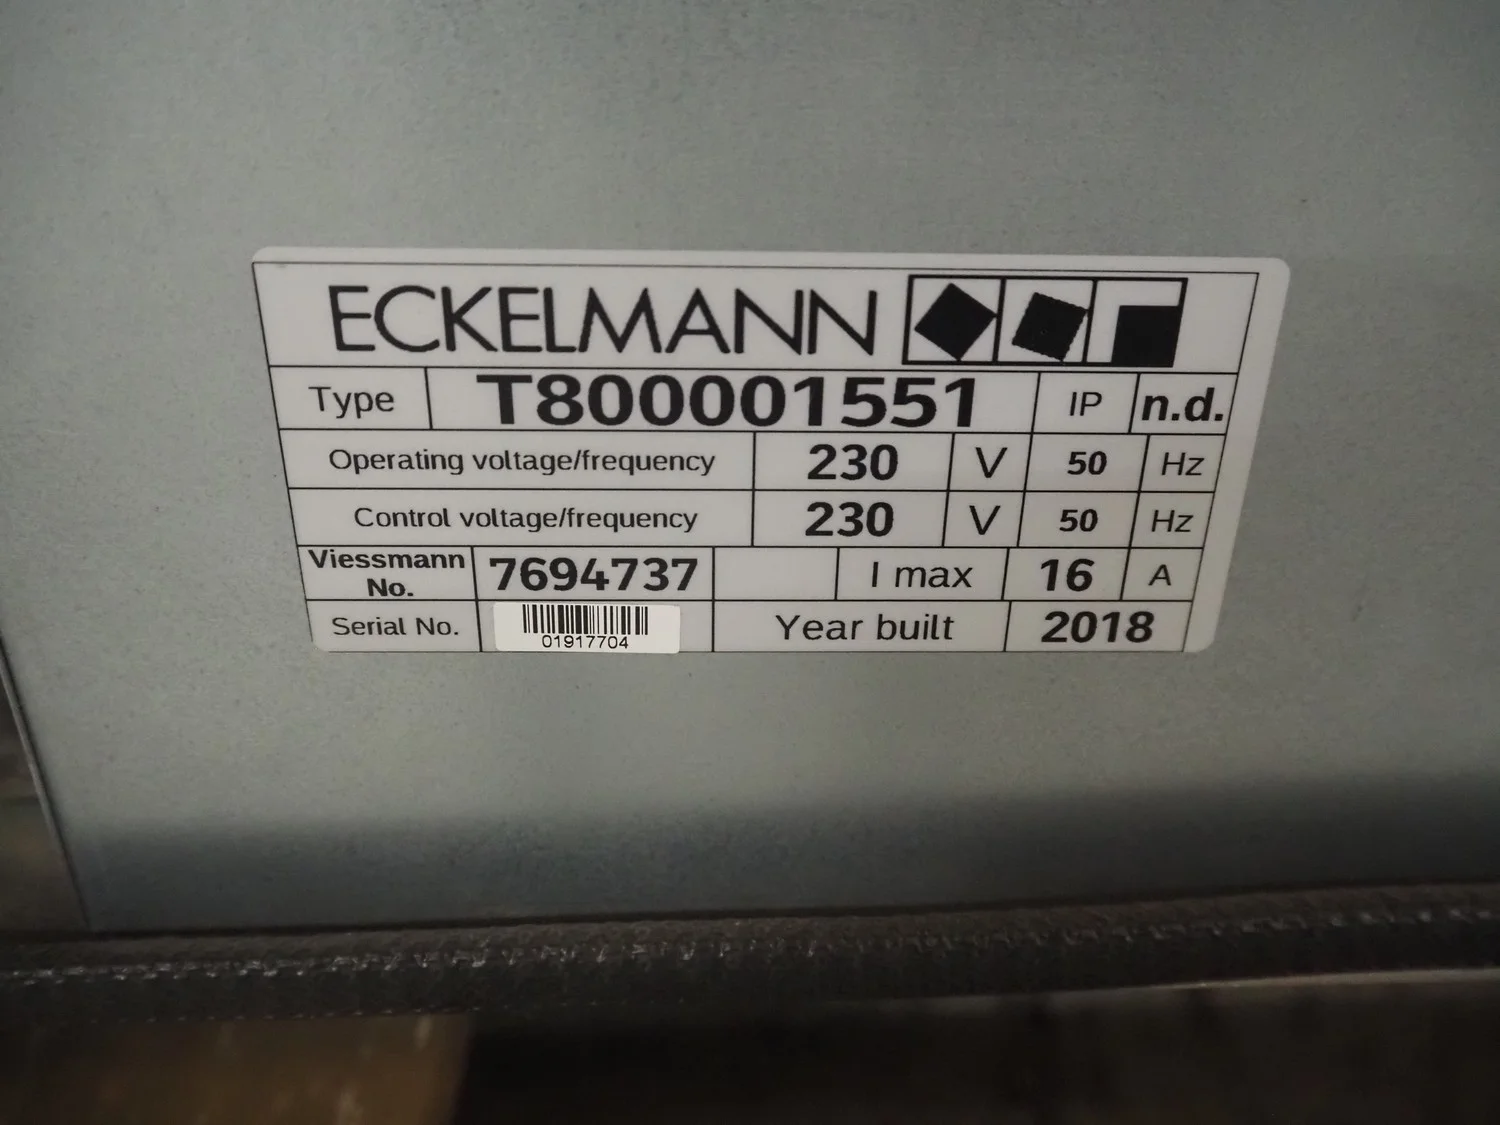 ECKELMANN
Type T800001551 IP n.d.
Operating voltage/frequency 230 V 50 Hz
Control voltage/frequency 230 V 50 Hz
Viessmann No. 7694737 I max 16 A
Serial No. 01917704 Year built 2018